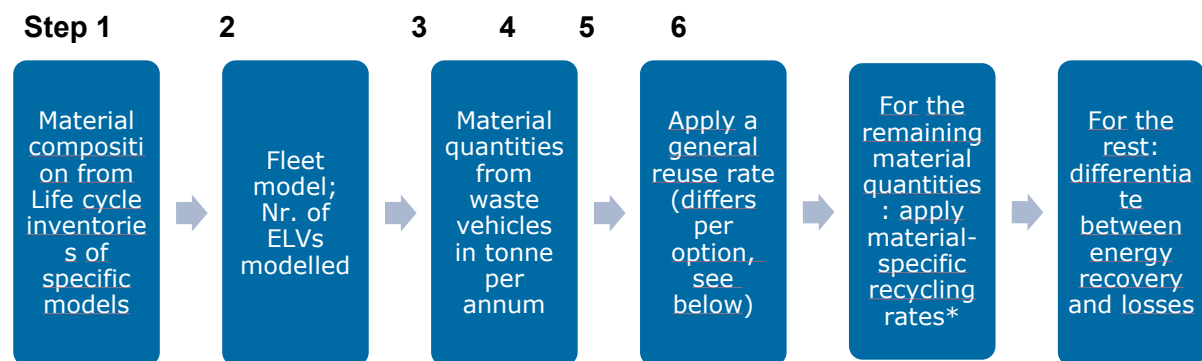 Step 1 2 3 4 5 6
Material
compositi
on from
Life cycle
inventorie
s of
specific
models
Fleet
model;
Nr. of
ELVs
modelled
Material
quantities
from
waste
vehicles
in tonne
per
annum
Apply a
general
reuse rate
(differs
per
option,
see
below)
For the
remaining
material
quantities
: apply
material-
specific
recycling
rates*
For the
rest:
differentia
te
between
energy
recovery
and losses